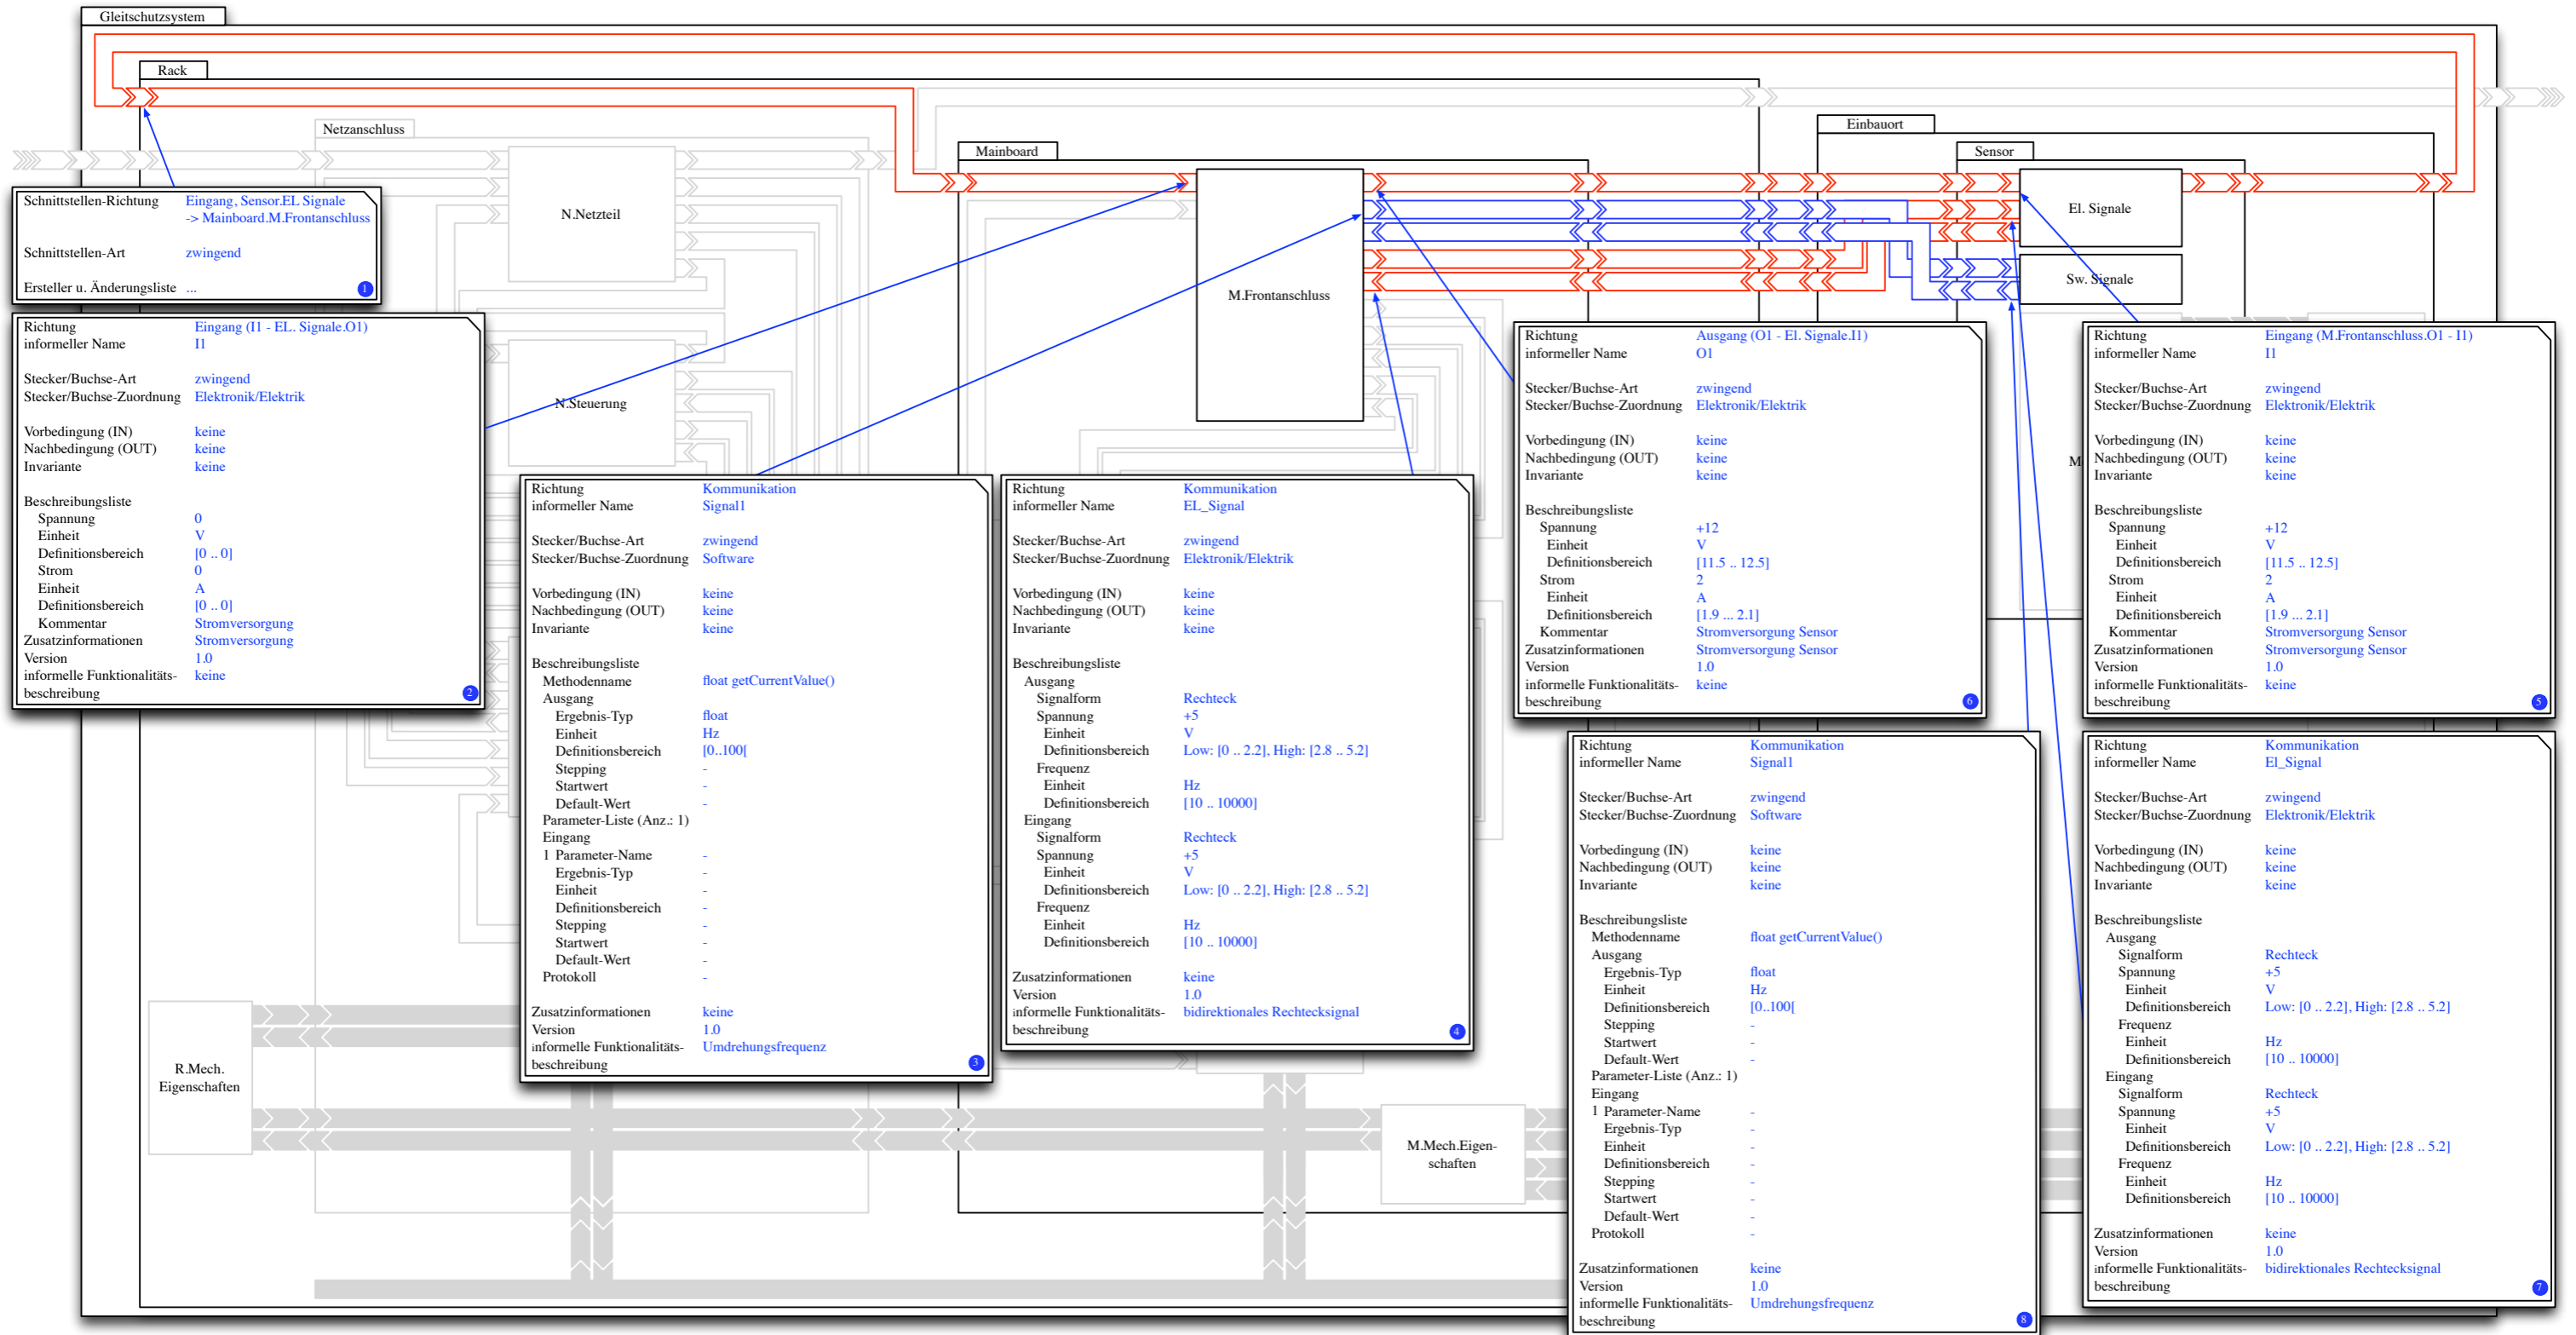 Gleitschutzsystem
Rack
Netzanschluss
Mainboard
Einbauort
Sensor
N.Netzteil
N.Steuerung
M.Frontanschluss
El. Signale
Sw. Signale
R.Mech.
Eigenschaften
M.Mech.Eigen-
schaften
Schnittstellen-Richtung Eingang, Sensor.EL Signale
-> Mainboard.M.Frontanschluss
Schnittstellen-Art zwingend
Ersteller u. Änderungsliste ...
1
Richtung Eingang (I1 - EL. Signale.O1)
informeller Name I1
Stecker/Buchse-Art zwingend
Stecker/Buchse-Zuordnung Elektronik/Elektrik
Vorbedingung (IN) keine
Nachbedingung (OUT) keine
Invariante keine
Beschreibungsliste
Spannung 0
Einheit V
Definitionsbereich [0 .. 0]
Strom 0
Einheit A
Definitionsbereich [0 .. 0]
Kommentar Stromversorgung
Zusatzinformationen Stromversorgung
Version 1.0
informelle Funktionalitäts- keine
beschreibung
2
Richtung Kommunikation
informeller Name Signal1
Stecker/Buchse-Art zwingend
Stecker/Buchse-Zuordnung Software
Vorbedingung (IN) keine
Nachbedingung (OUT) keine
Invariante keine
Beschreibungsliste
Methodenname float getCurrentValue()
Ausgang
Ergebnis-Typ float
Einheit Hz
Definitionsbereich [0..100[
Stepping -
Startwert -
Default-Wert -
Parameter-Liste (Anz.: 1)
Eingang
1 Parameter-Name -
Ergebnis-Typ -
Einheit -
Definitionsbereich -
Stepping -
Startwert -
Default-Wert -
Protokoll -
Zusatzinformationen keine
Version 1.0
informelle Funktionalitäts- Umdrehungsfrequenz
beschreibung
3
Richtung Kommunikation
informeller Name EL_Signal
Stecker/Buchse-Art zwingend
Stecker/Buchse-Zuordnung Elektronik/Elektrik
Vorbedingung (IN) keine
Nachbedingung (OUT) keine
Invariante keine
Beschreibungsliste
Ausgang
Signalform Rechteck
Spannung +5
Einheit V
Definitionsbereich Low: [0 .. 2.2], High: [2.8 .. 5.2]
Frequenz
Einheit Hz
Definitionsbereich [10 .. 10000]
Eingang
Signalform Rechteck
Spannung +5
Einheit V
Definitionsbereich Low: [0 .. 2.2], High: [2.8 .. 5.2]
Frequenz
Einheit Hz
Definitionsbereich [10 .. 10000]
Zusatzinformationen keine
Version 1.0
informelle Funktionalitäts- bidirektionales Rechtecksignal
beschreibung
4
Richtung Ausgang (O1 - El. Signale.I1)
informeller Name O1
Stecker/Buchse-Art zwingend
Stecker/Buchse-Zuordnung Elektronik/Elektrik
Vorbedingung (IN) keine
Nachbedingung (OUT) keine
Invariante keine
Beschreibungsliste
Spannung +12
Einheit V
Definitionsbereich [11.5 .. 12.5]
Strom 2
Einheit A
Definitionsbereich [1.9 ... 2.1]
Kommentar Stromversorgung Sensor
Zusatzinformationen Stromversorgung Sensor
Version 1.0
informelle Funktionalitäts- keine
beschreibung
6
Richtung Eingang (M.Frontanschluss.O1 - I1)
informeller Name I1
Stecker/Buchse-Art zwingend
Stecker/Buchse-Zuordnung Elektronik/Elektrik
Vorbedingung (IN) keine
Nachbedingung (OUT) keine
Invariante keine
Beschreibungsliste
Spannung +12
Einheit V
Definitionsbereich [11.5 .. 12.5]
Strom 2
Einheit A
Definitionsbereich [1.9 ... 2.1]
Kommentar Stromversorgung Sensor
Zusatzinformationen Stromversorgung Sensor
Version 1.0
informelle Funktionalitäts- keine
beschreibung
5
Richtung Kommunikation
informeller Name Signal1
Stecker/Buchse-Art zwingend
Stecker/Buchse-Zuordnung Software
Vorbedingung (IN) keine
Nachbedingung (OUT) keine
Invariante keine
Beschreibungsliste
Methodenname float getCurrentValue()
Ausgang
Ergebnis-Typ float
Einheit Hz
Definitionsbereich [0..100[
Stepping -
Startwert -
Default-Wert -
Parameter-Liste (Anz.: 1)
Eingang
1 Parameter-Name -
Ergebnis-Typ -
Einheit -
Definitionsbereich -
Stepping -
Startwert -
Default-Wert -
Protokoll -
Zusatzinformationen keine
Version 1.0
informelle Funktionalitäts- Umdrehungsfrequenz
beschreibung
8
Richtung Kommunikation
informeller Name El_Signal
Stecker/Buchse-Art zwingend
Stecker/Buchse-Zuordnung Elektronik/Elektrik
Vorbedingung (IN) keine
Nachbedingung (OUT) keine
Invariante keine
Beschreibungsliste
Ausgang
Signalform Rechteck
Spannung +5
Einheit V
Definitionsbereich Low: [0 .. 2.2], High: [2.8 .. 5.2]
Frequenz
Einheit Hz
Definitionsbereich [10 .. 10000]
Eingang
Signalform Rechteck
Spannung +5
Einheit V
Definitionsbereich Low: [0 .. 2.2], High: [2.8 .. 5.2]
Frequenz
Einheit Hz
Definitionsbereich [10 .. 10000]
Zusatzinformationen keine
Version 1.0
informelle Funktionalitäts- bidirektionales Rechtecksignal
beschreibung
7